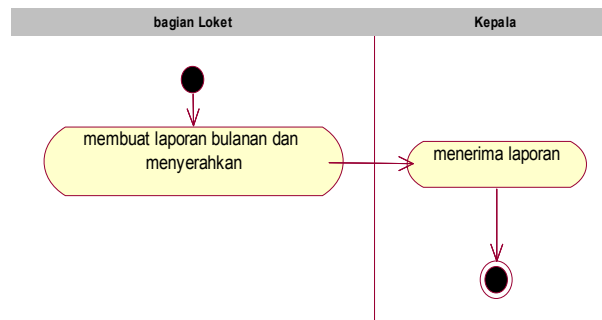 bagian Loket
Kepala
membuat laporan bulanan dan
menyerahkan
menerima laporan